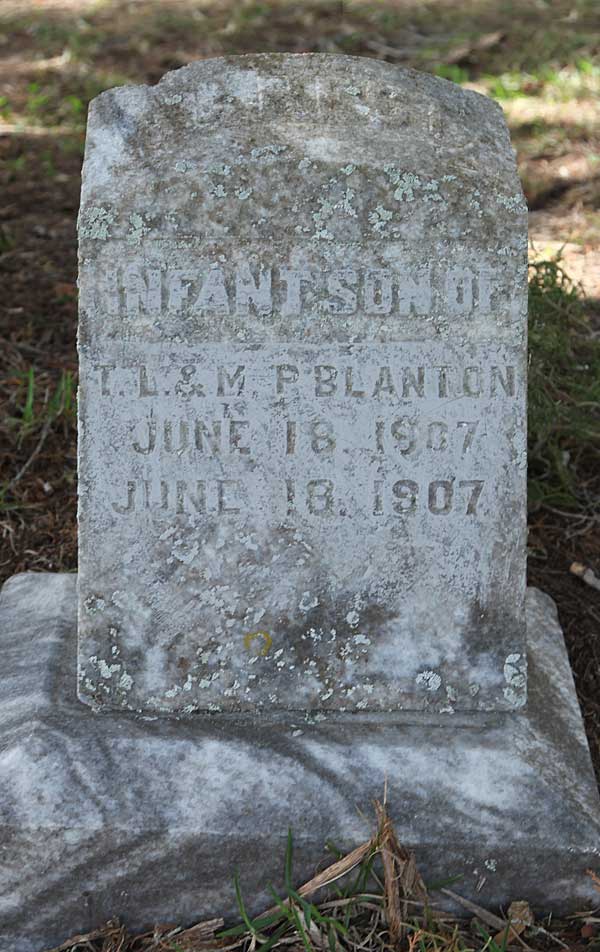 INFANT SON OF
T. L. & M. P BLANTON
JUNE 18. 1907
JUNE 18. 1907